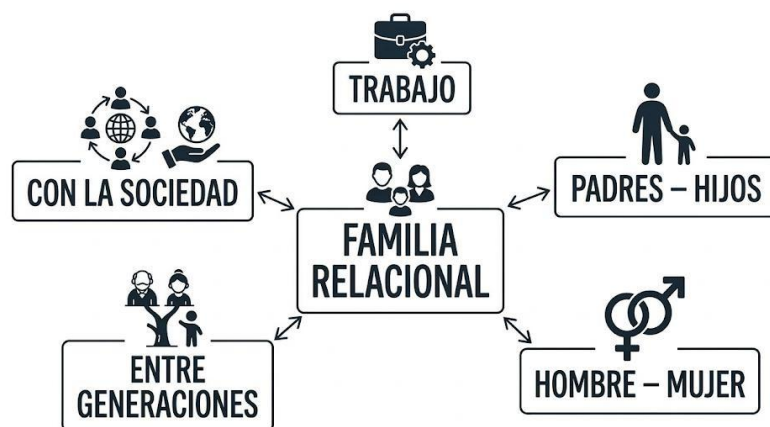 TRABAJO
CON LA SOCIEDAD
PADRES – HIJOS
FAMILIA
RELACIONAL
ENTRE
GENERACIONES
HOMBRE – MUJER